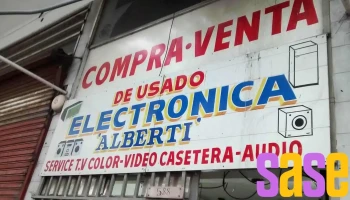 COMPRA-VENTA
DE USADO
ELECTRONICA
"ALBERTI"
SERVICE T.V COLOR-VIDEO CASETERA-AUDIO
sase